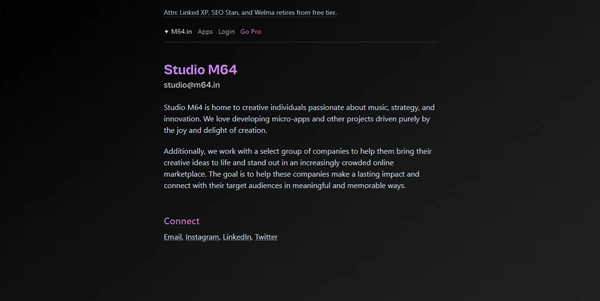 Attn: Linked XP, SEO Stan, and Welma retires from free tier.
✦ M64.in Apps Login Go Pro
Studio M64
studio@m64.in
Studio M64 is home to creative individuals passionate about music, strategy, and
innovation. We love developing micro-apps and other projects driven purely by
the joy and delight of creation.
Additionally, we work with a select group of companies to help them bring their
creative ideas to life and stand out in an increasingly crowded online
marketplace. The goal is to help these companies make a lasting impact and
connect with their target audiences in meaningful and memorable ways.
Connect
Email, Instagram, LinkedIn, Twitter